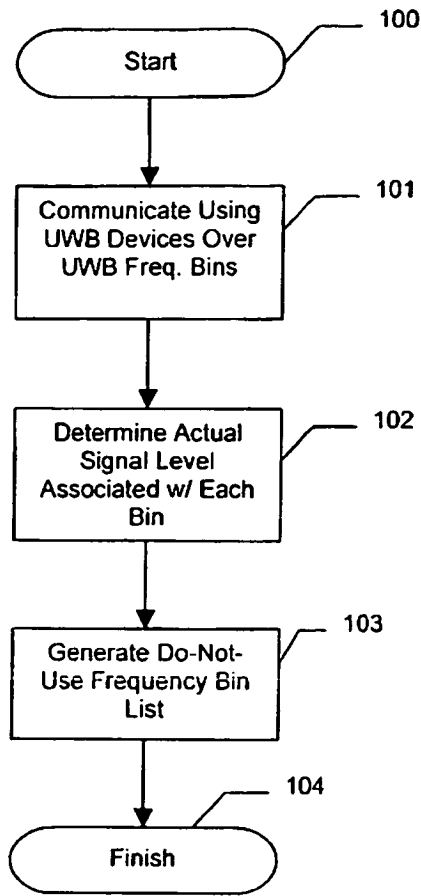 100
Start
101
Communicate Using
UWB Devices Over
UWB Freq. Bins
102
Determine Actual
Signal Level
Associated w/ Each
Bin
103
Generate Do-Not-
Use Frequency Bin
List
104
Finish